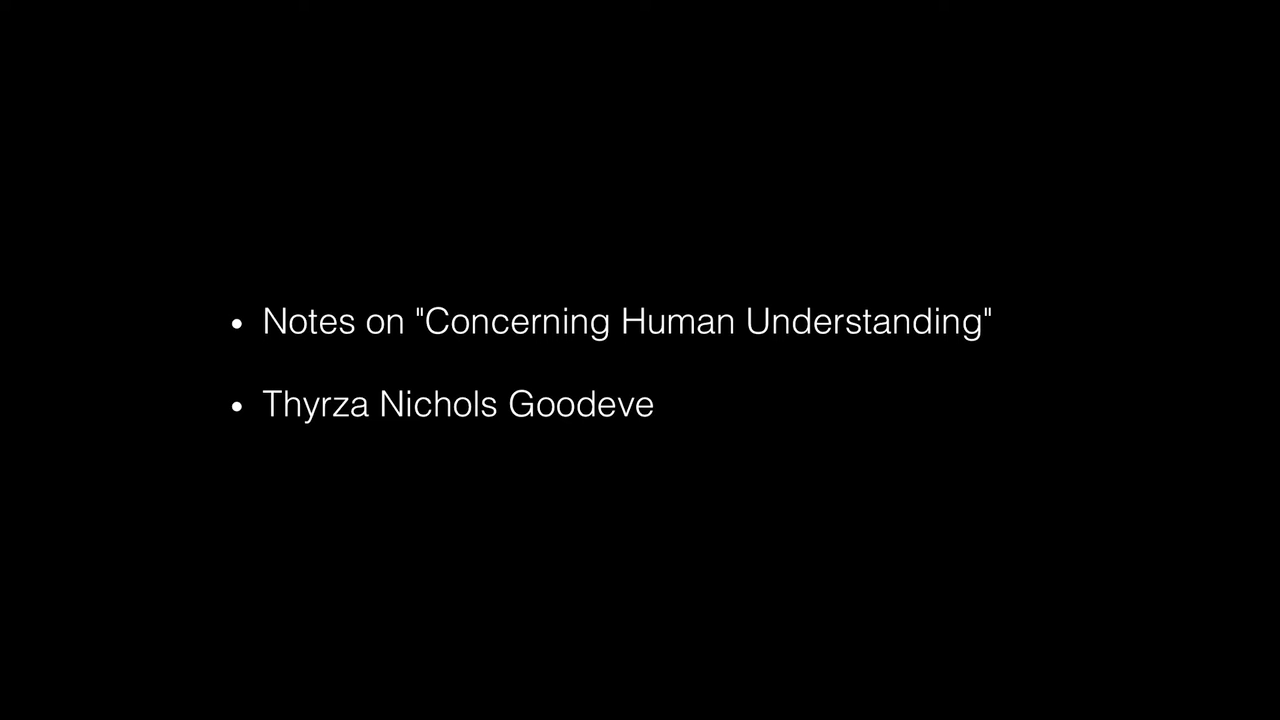 • Notes on "Concerning Human Understanding"
• Thyrza Nichols Goodeve